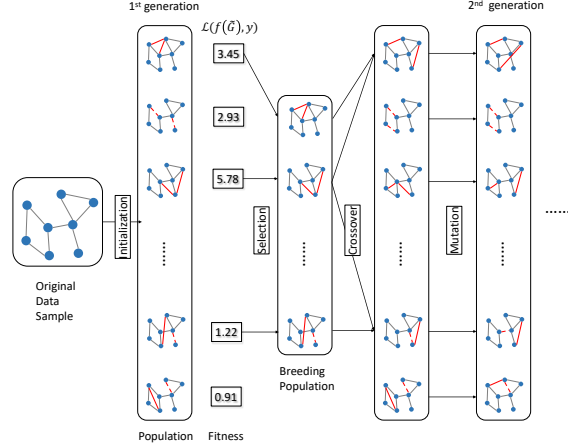 1st generation
2nd generation
ℒ(f(G̃), y)
3.45
2.93
5.78
1.22
0.91
Initialization
Selection
Crossover
Mutation
......
......
......
......
......
Original
Data
Sample
Breeding
Population
Population
Fitness